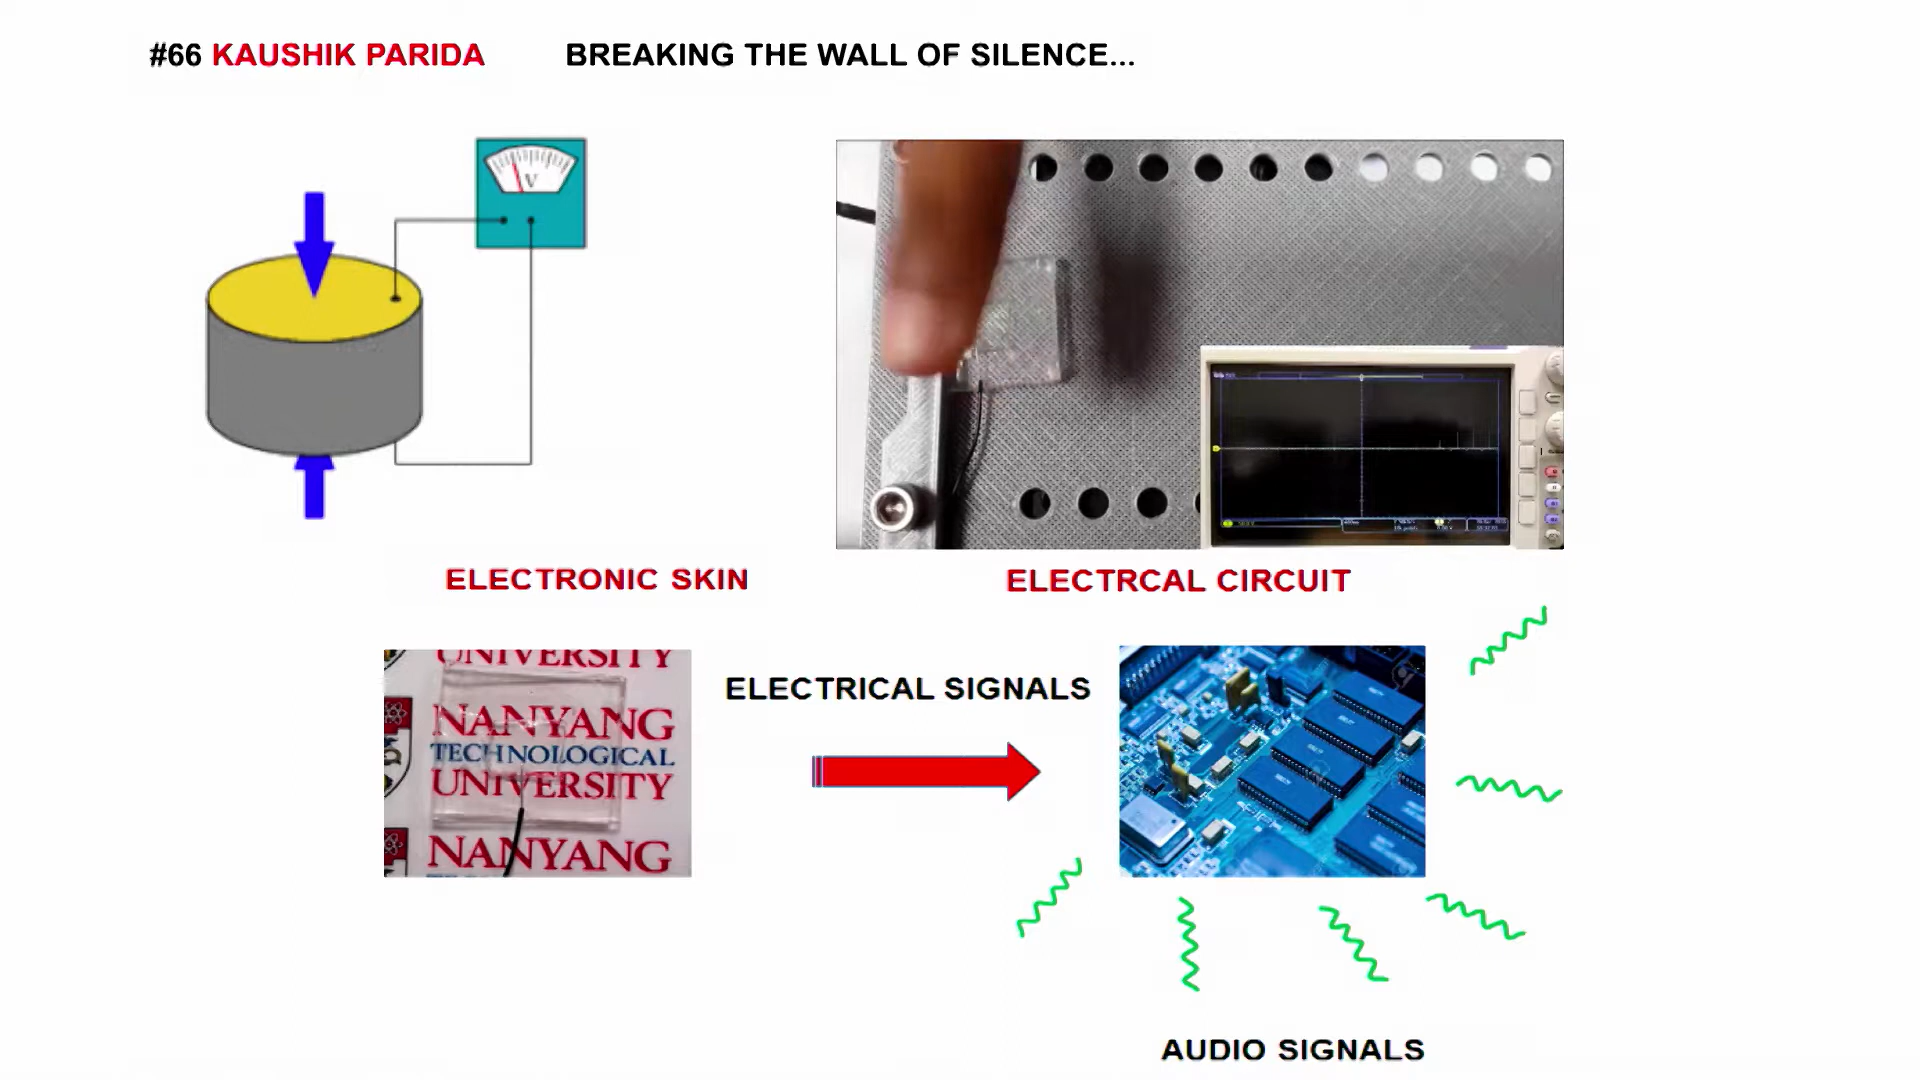 #66 KAUSHIK PARIDA BREAKING THE WALL OF SILENCE...
V
ELECTRONIC SKIN
ELECTRCAL CIRCUIT
UNIVERSITY
NANYANG
TECHNOLOGICAL
UNIVERSITY
NANYANG
ELECTRICAL SIGNALS
AUDIO SIGNALS